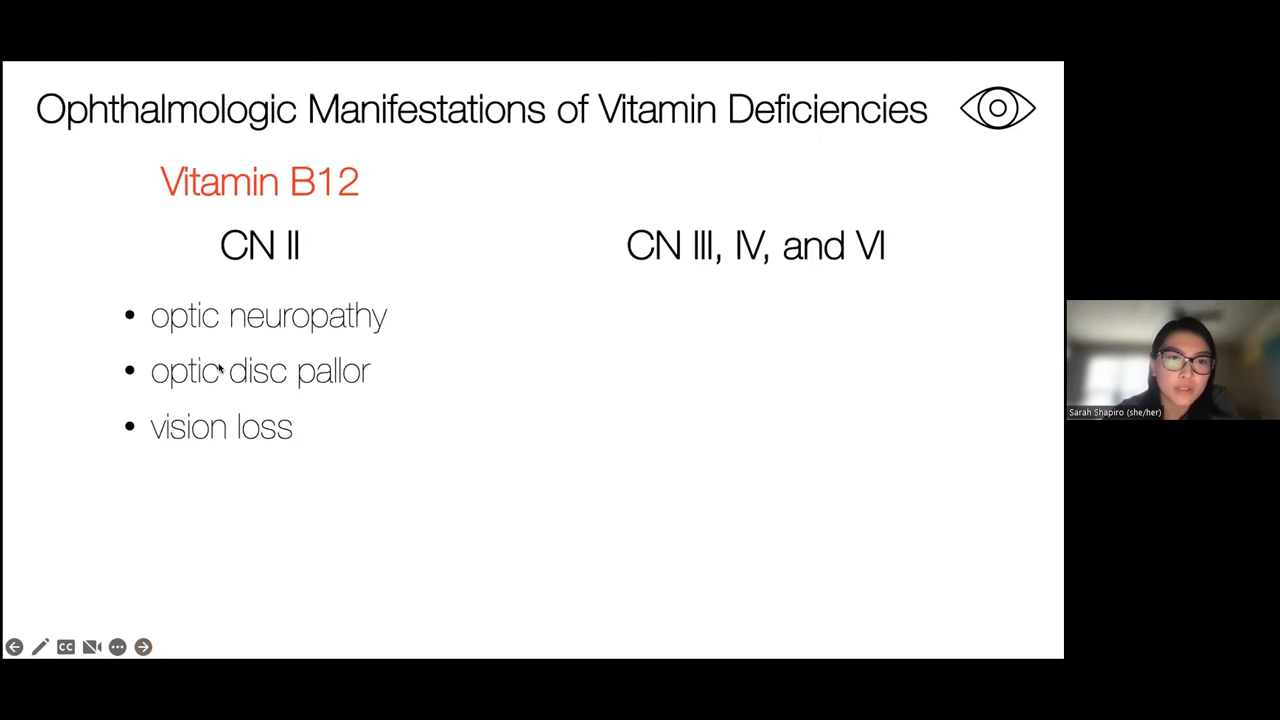 Ophthalmologic Manifestations of Vitamin Deficiencies
Vitamin B12
CN II
• optic neuropathy
• optic disc pallor
• vision loss
CN III, IV, and VI
Sarah Shapiro (she/her)
CC